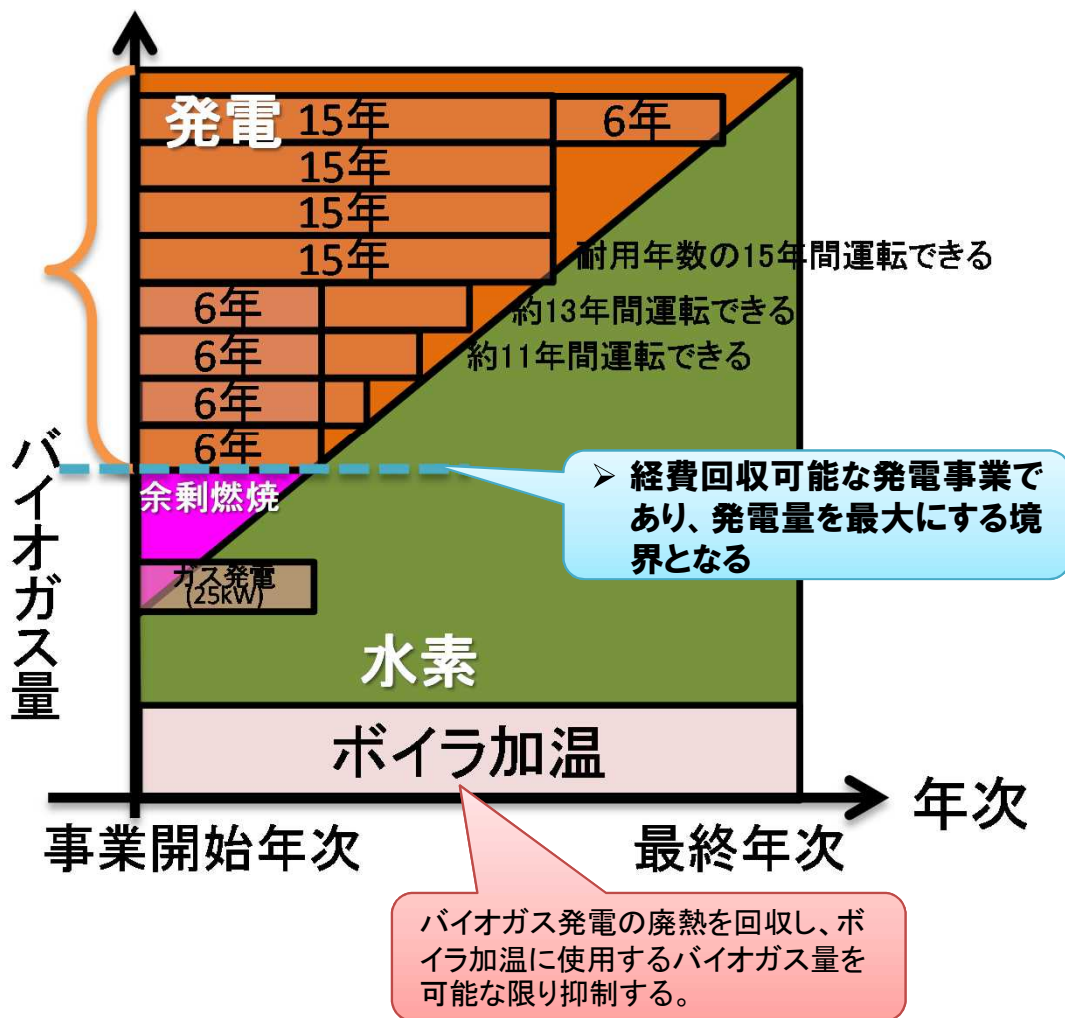 発電
15年
6年
15年
15年
15年
耐用年数の15年間運転できる
6年
約13年間運転できる
6年
約11年間運転できる
6年
6年
バイオガス量
余剰燃焼
➢ 経費回収可能な発電事業で
あり、発電量を最大にする境
界となる
ガス発電
(25kW)
水素
ボイラ加温
年次
事業開始年次
最終年次
バイオガス発電の廃熱を回収し、ボ
イラ加温に使用するバイオガス量を
可能な限り抑制する。